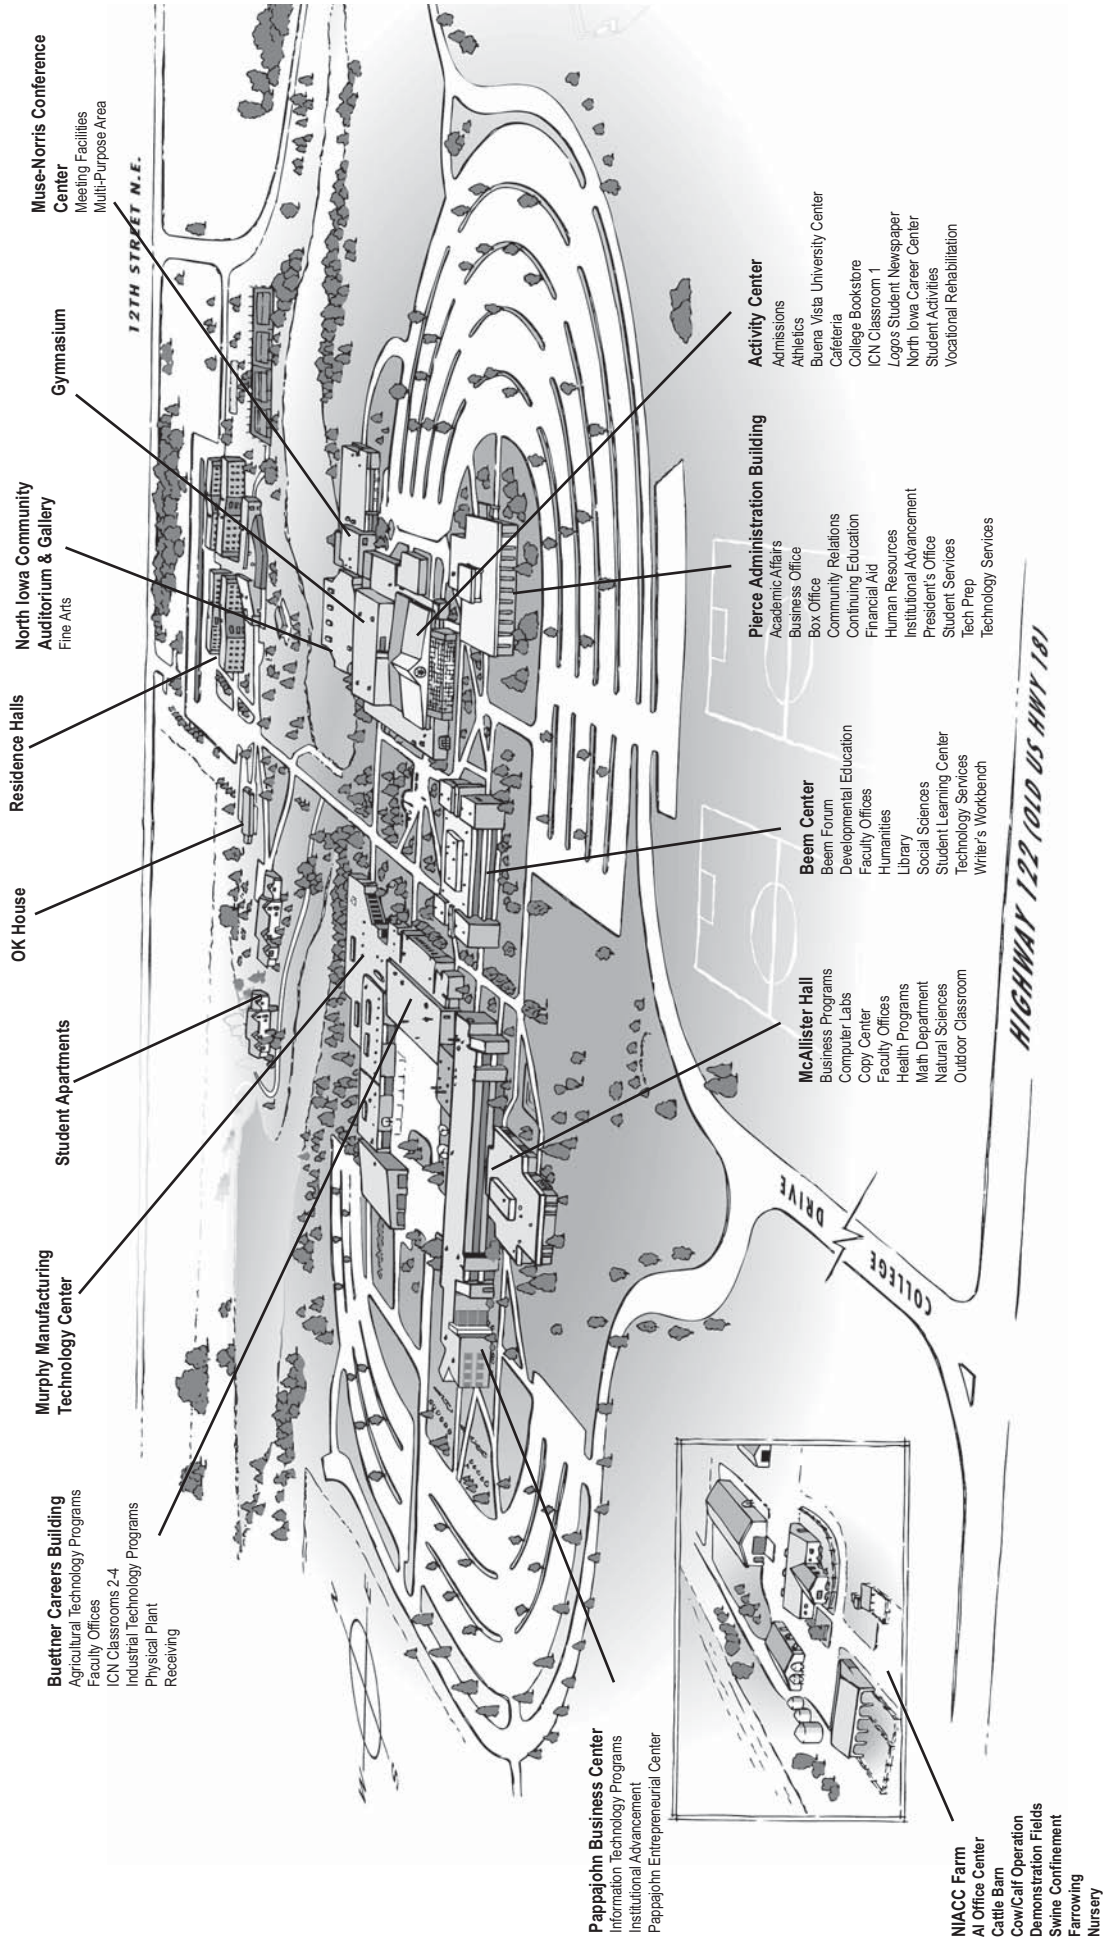 Buettner Careers Building
Agricultural Technology Programs
Faculty Offices
ICN Classrooms 2-4
Industrial Technology Programs
Physical Plant
Receiving
Murphy Manufacturing
Technology Center
Student Apartments
OK House
Residence Halls
North Iowa Community
Auditorium & Gallery
Fine Arts
Gymnasium
Muse-Norris Conference
Center
Meeting Facilities
Multi-Purpose Area
12TH STREET N.E.
Pappajohn Business Center
Information Technology Programs
Institutional Advancement
Pappajohn Entrepreneurial Center
McAllister Hall
Business Programs
Computer Labs
Copy Center
Faculty Offices
Health Programs
Math Department
Natural Sciences
Outdoor Classroom
Beem Center
Beem Forum
Developmental Education
Faculty Offices
Humanities
Library
Social Sciences
Student Learning Center
Technology Services
Writer's Workbench
Pierce Administration Building
Academic Affairs
Business Office
Box Office
Community Relations
Continuing Education
Financial Aid
Human Resources
Institutional Advancement
President's Office
Student Services
Tech Prep
Technology Services
Activity Center
Admissions
Athletics
Buena Vista University Center
Cafeteria
College Bookstore
ICN Classroom 1
Logos Student Newspaper
North Iowa Career Center
Student Activities
Vocational Rehabilitation
NIACC Farm
AI Office Center
Cattle Barn
Cow/Calf Operation
Demonstration Fields
Swine Confinement
Farrowing
Nursery
COLLEGE DRIVE
HIGHWAY 122 (OLD US HWY 18)